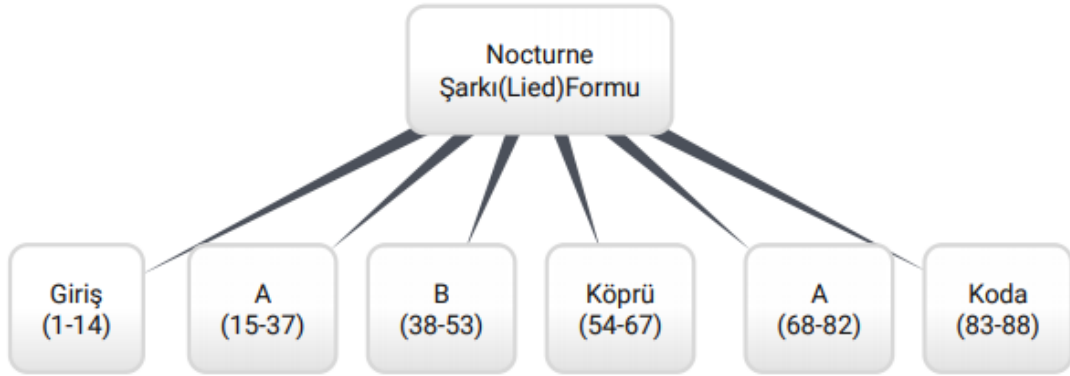 Nocturne
Şarkı(Lied)Formu
Giriş
(1-14)
A
(15-37)
B
(38-53)
Köprü
(54-67)
A
(68-82)
Koda
(83-88)